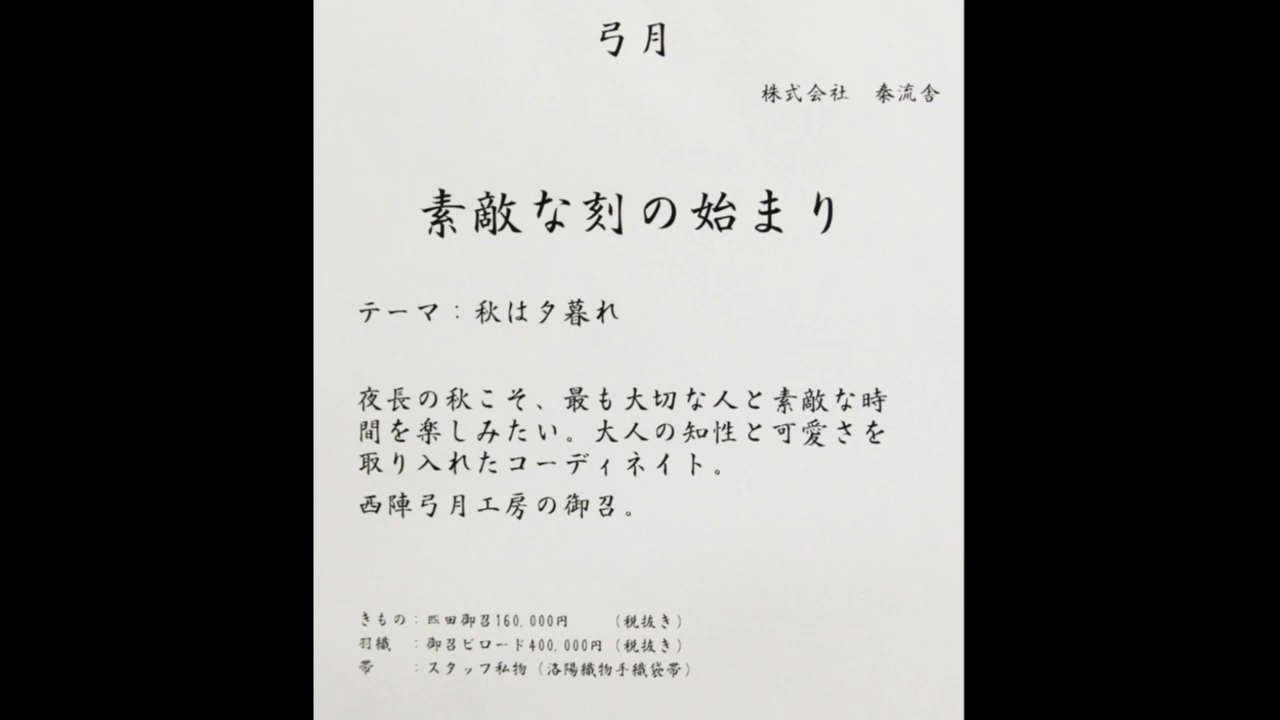 弓月
株式会社　秦流舎
素敵な刻の始まり
テーマ：秋は夕暮れ
夜長の秋こそ、最も大切な人と素敵な時
間を楽しみたい。大人の知性と可愛さを
取り入れたコーディネイト。
西陣弓月工房の御召。
きもの：匹田御召160,000円　　（税抜き）
羽織　：御召ビロード400,000円（税抜き）
帯　　：スタッフ私物（洛陽織物手織袋帯）